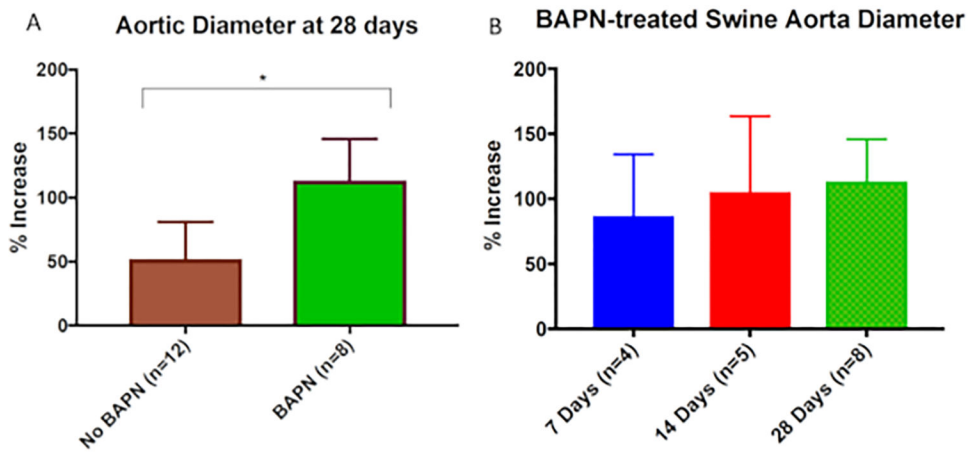 A
Aortic Diameter at 28 days
200
150
100
50
0
% Increase
*
No BAPN (n=12)
BAPN (n=8)
B
BAPN-treated Swine Aorta Diameter
200
150
100
50
0
% Increase
7 Days (n=4)
14 Days (n=5)
28 Days (n=8)